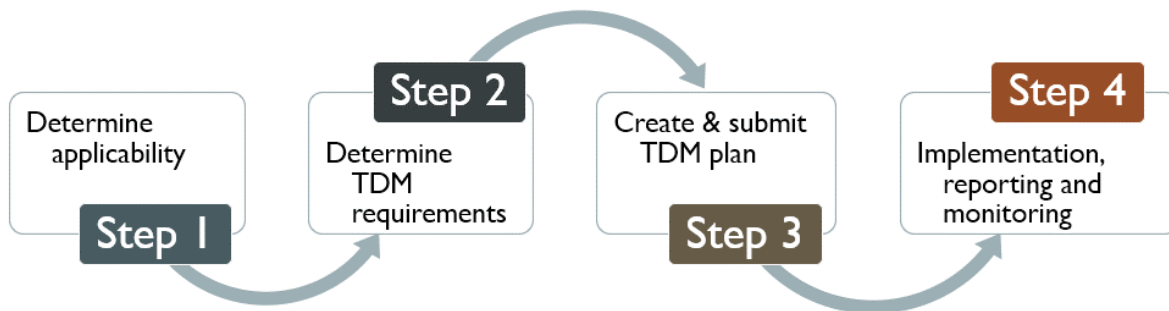 Determine
applicability
Step 1
Step 2
Determine
TDM
requirements
Create & submit
TDM plan
Step 3
Step 4
Implementation,
reporting and
monitoring